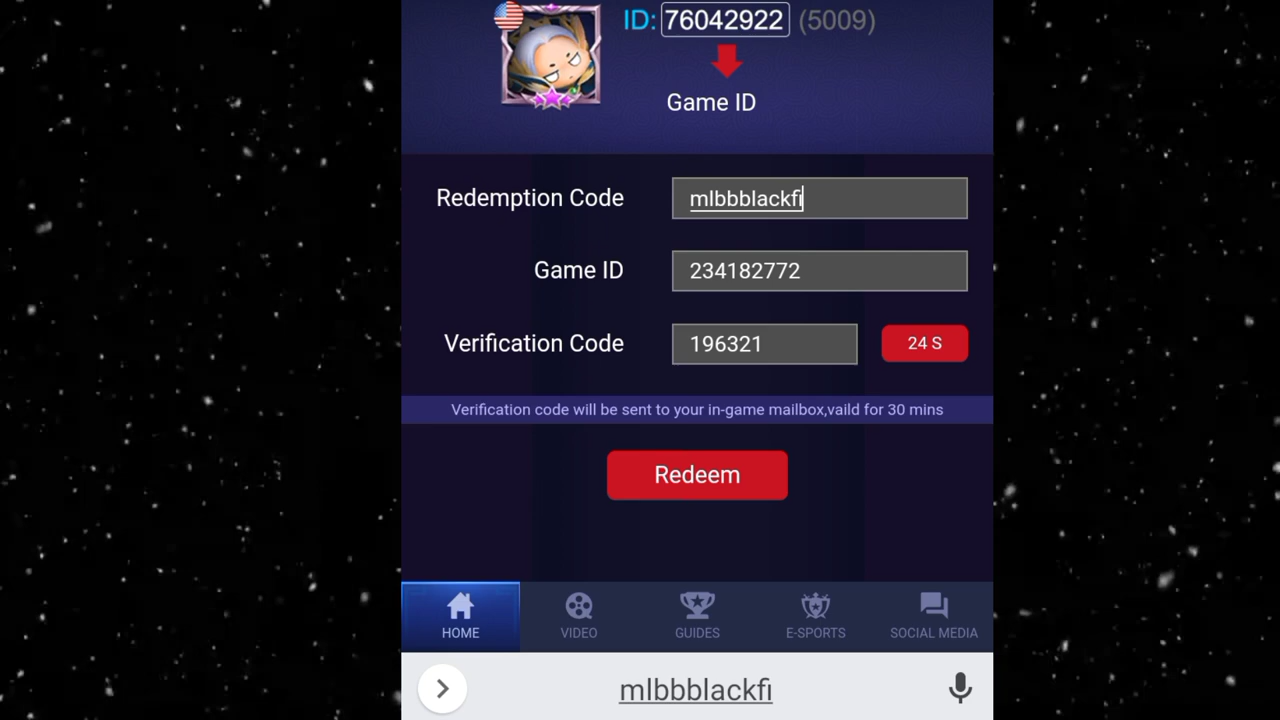 ID: 76042922 (5009)
Game ID
Redemption Code mlbbblackfi
Game ID 234182772
Verification Code 196321 24 S
Verification code will be sent to your in-game mailbox,vaild for 30 mins
Redeem
HOME VIDEO GUIDES E-SPORTS SOCIAL MEDIA
mlbbblackfi